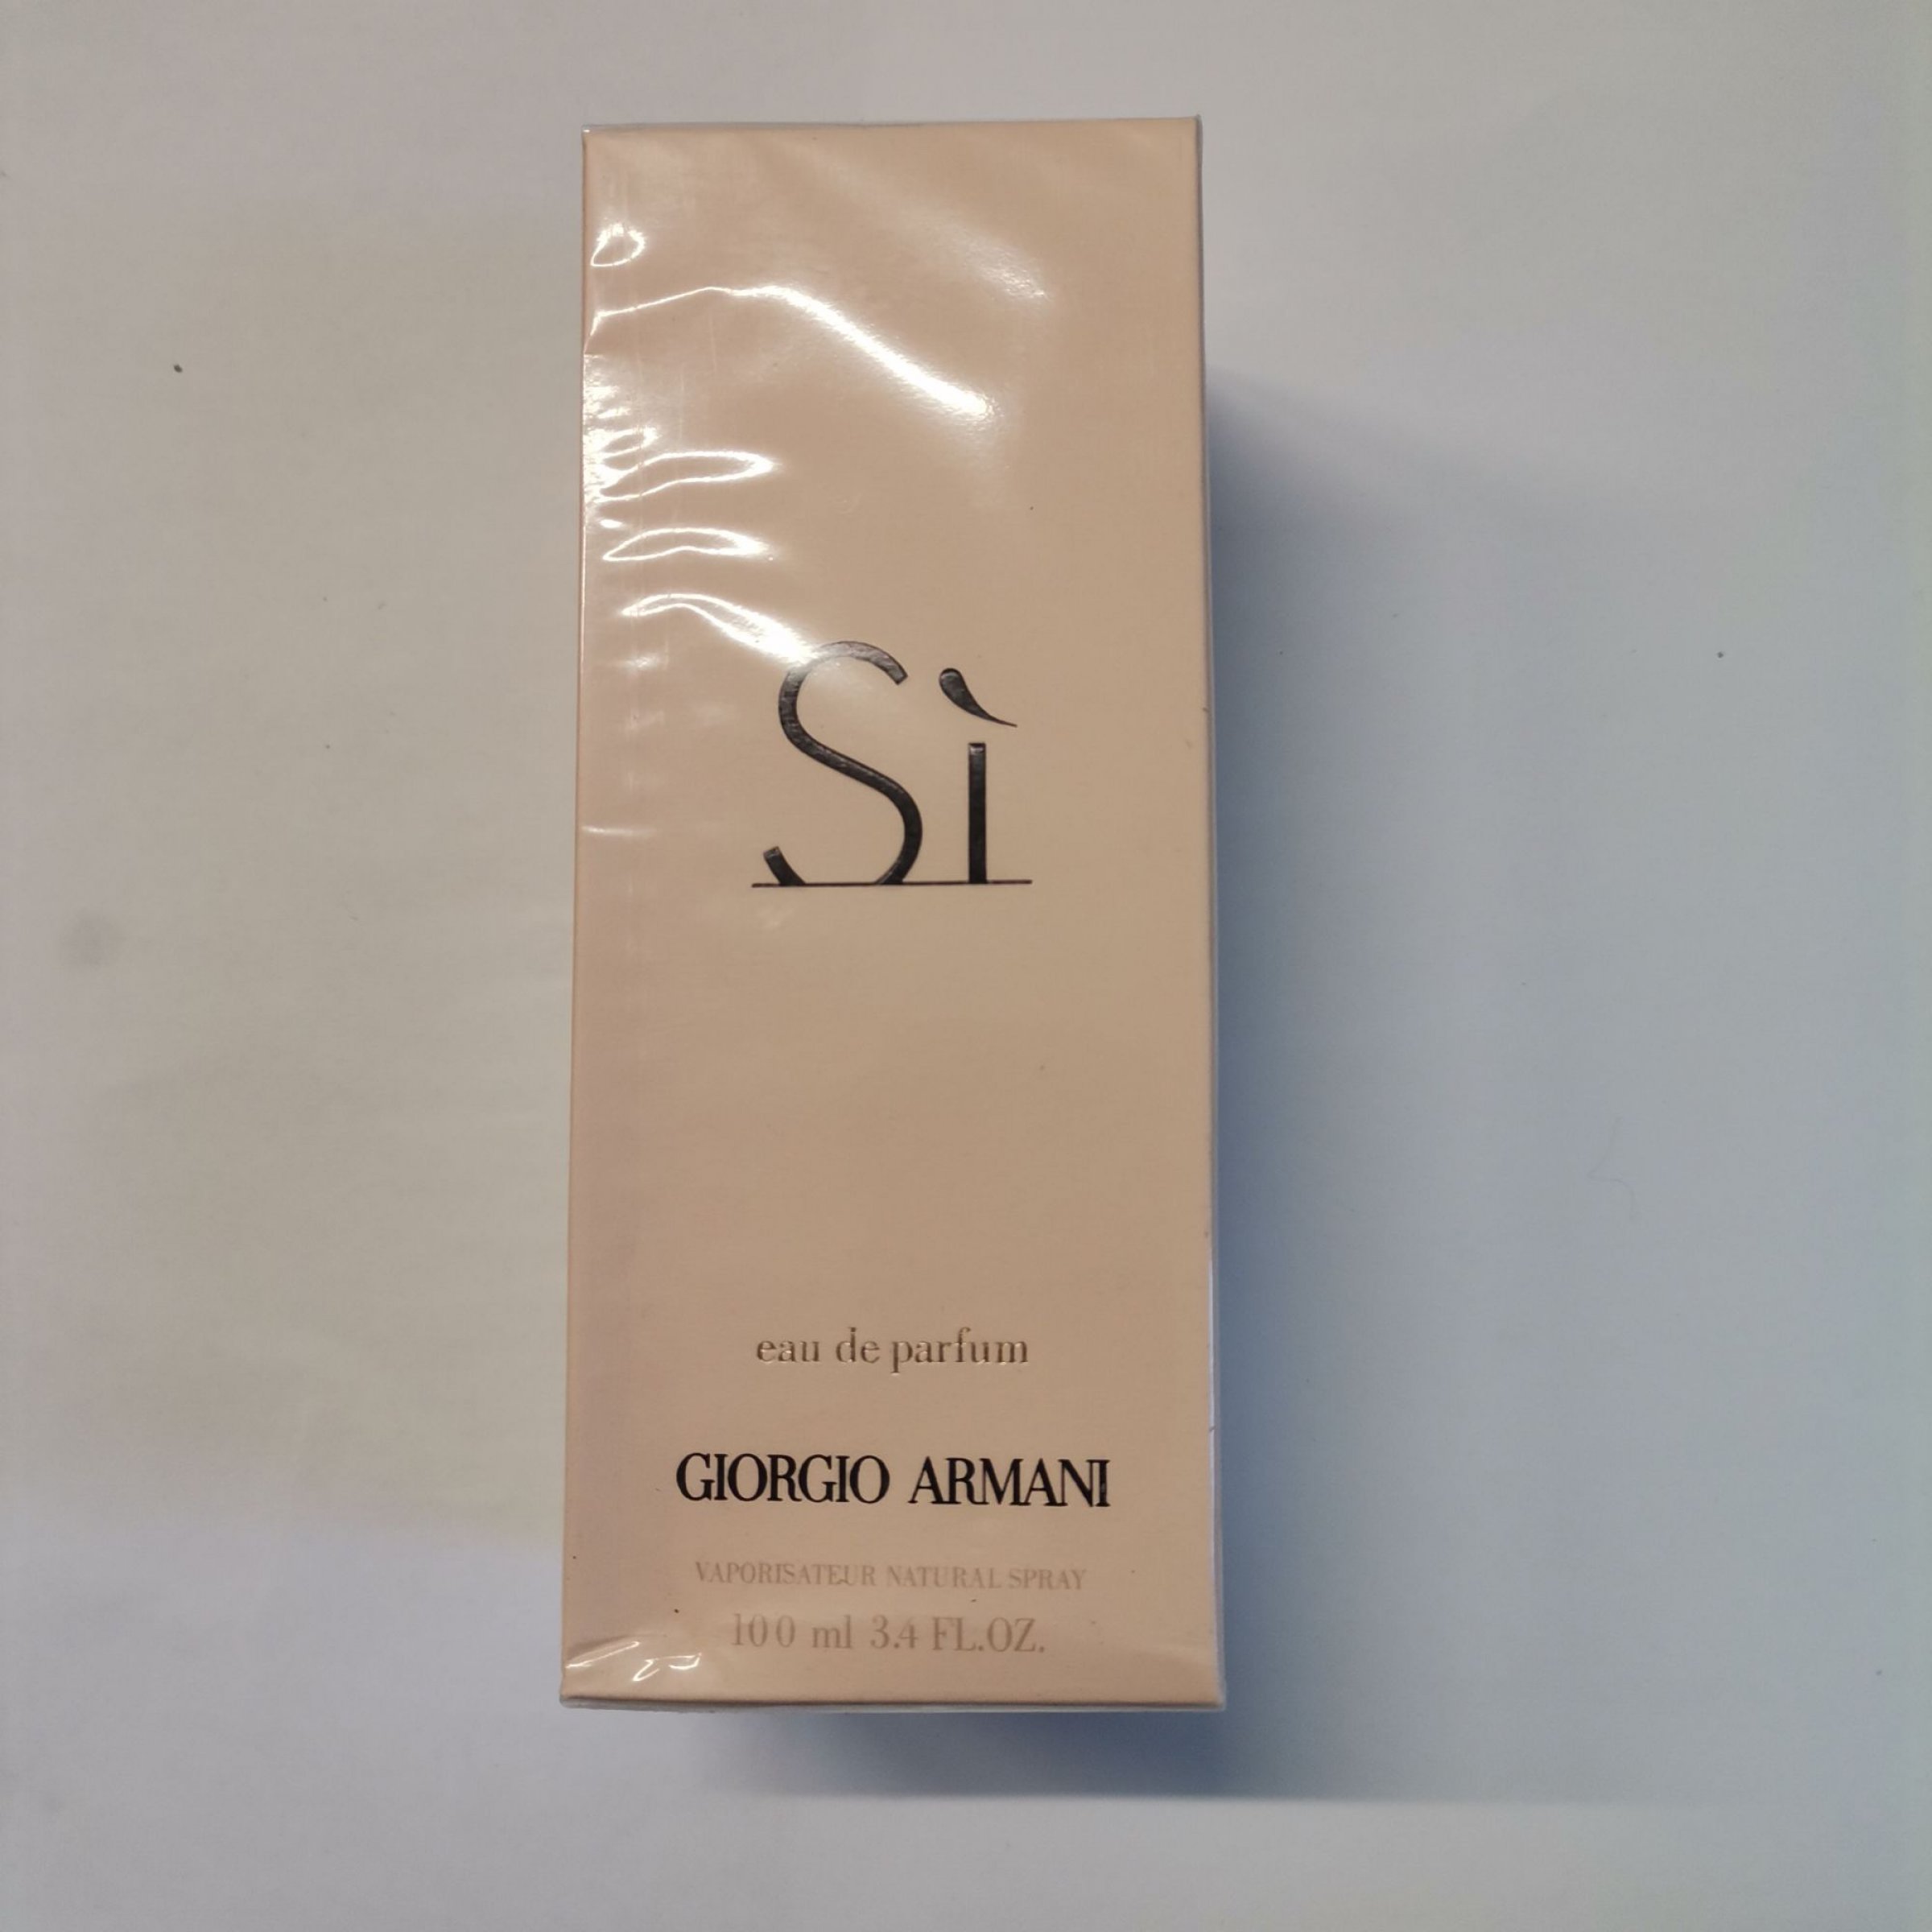 Sì
eau de parfum
GIORGIO ARMANI
VAPORISATEUR NATURAL SPRAY
100 ml 3.4 FL.OZ.